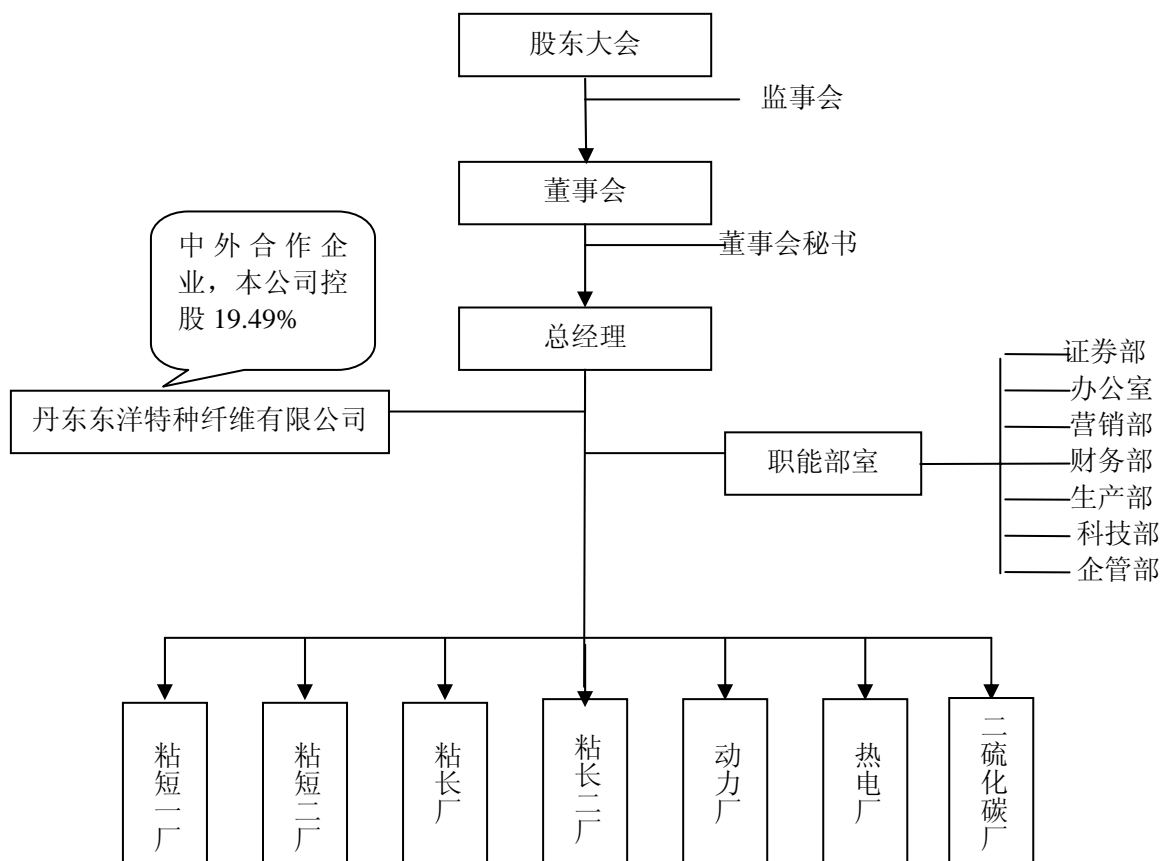 股东大会
监事会
董事会
董事会秘书
中外合作企
业，本公司控
股 19.49%
总经理
丹东东洋特种纤维有限公司
职能部室
证券部
办公室
营销部
财务部
生产部
科技部
企管部
粘短一厂
粘短二厂
粘长厂
粘长二厂
动力厂
热电厂
二硫化碳厂